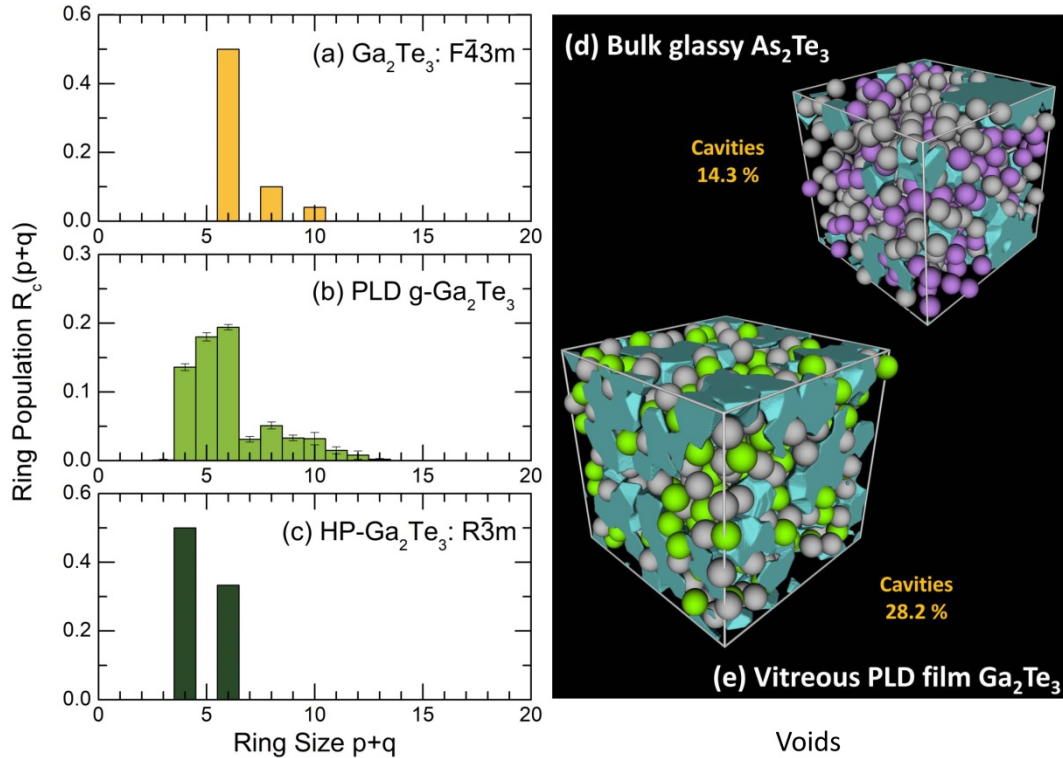 (a) Ga₂Te₃: F4̄3m
0.6
0.4
0.2
0.0
0 5 10 15 20
(b) PLD g-Ga₂Te₃
0.3
0.2
0.1
0.0
0 5 10 15 20
(c) HP-Ga₂Te₃: R3̄m
0.6
0.4
0.2
0.0
0 5 10 15 20
Ring Population R_c(p+q)
Ring Size p+q
(d) Bulk glassy As₂Te₃
Cavities
14.3 %
Cavities
28.2 %
(e) Vitreous PLD film Ga₂Te₃
Voids